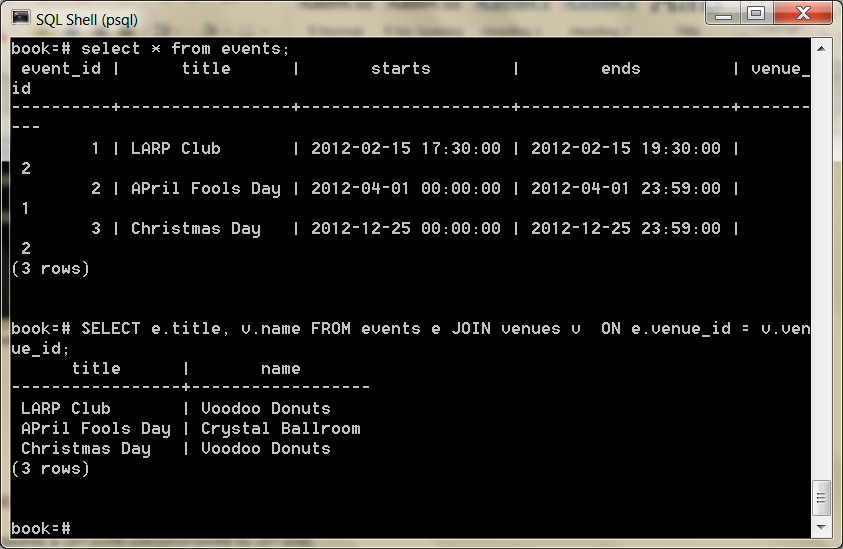 SQL Shell (psql)
book=# select * from events;
 event_id |      title      |       starts        |        ends         | venue_
id
----------+-----------------+---------------------+---------------------+-------
---
        1 | LARP Club       | 2012-02-15 17:30:00 | 2012-02-15 19:30:00 |
 2
        2 | APril Fools Day | 2012-04-01 00:00:00 | 2012-04-01 23:59:00 |
 1
        3 | Christmas Day   | 2012-12-25 00:00:00 | 2012-12-25 23:59:00 |
 2
(3 rows)
book=# SELECT e.title, v.name FROM events e JOIN venues v  ON e.venue_id = v.ven
ue_id;
      title      |       name
-----------------+------------------
 LARP Club       | Voodoo Donuts
 APril Fools Day | Crystal Ballroom
 Christmas Day   | Voodoo Donuts
(3 rows)
book=#